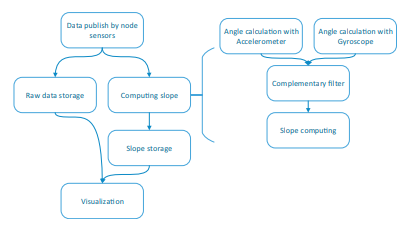 Data publish by node
sensors
Raw data storage
Computing slope
Slope storage
Visualization
Angle calculation with
Accelerometer
Angle calculation with
Gyroscope
Complementary filter
Slope computing